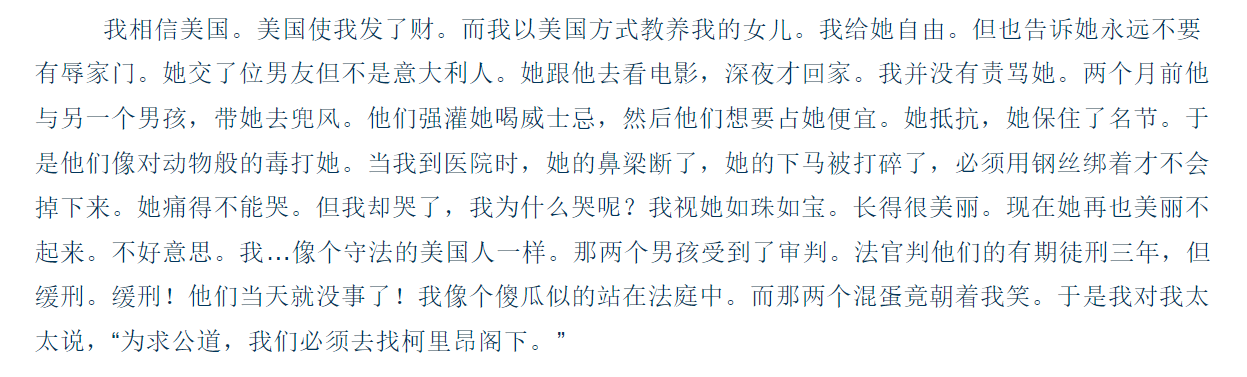 我相信美国。美国使我发了财。而我以美国方式教养我的女儿。我给她自由。但也告诉她永远不要
有辱家门。她交了位男友但不是意大利人。她跟他去看电影，深夜才回家。我并没有责骂她。两个月前他
与另一个男孩，带她去兜风。他们强灌她喝威士忌，然后他们想要占她便宜。她抵抗，她保住了名节。于
是他们像对动物般的毒打她。当我到医院时，她的鼻梁断了，她的下马被打碎了，必须用钢丝绑着才不会
掉下来。她痛得不能哭。但我却哭了，我为什么哭呢？我视她如珠如宝。长得很美丽。现在她再也美丽不
起来。不好意思。我…像个守法的美国人一样。那两个男孩受到了审判。法官判他们的有期徒刑三年，但
缓刑。缓刑！他们当天就没事了！我像个傻瓜似的站在法庭中。而那两个混蛋竟朝着我笑。于是我对我太
太说，“为求公道，我们必须去找柯里昂阁下。”